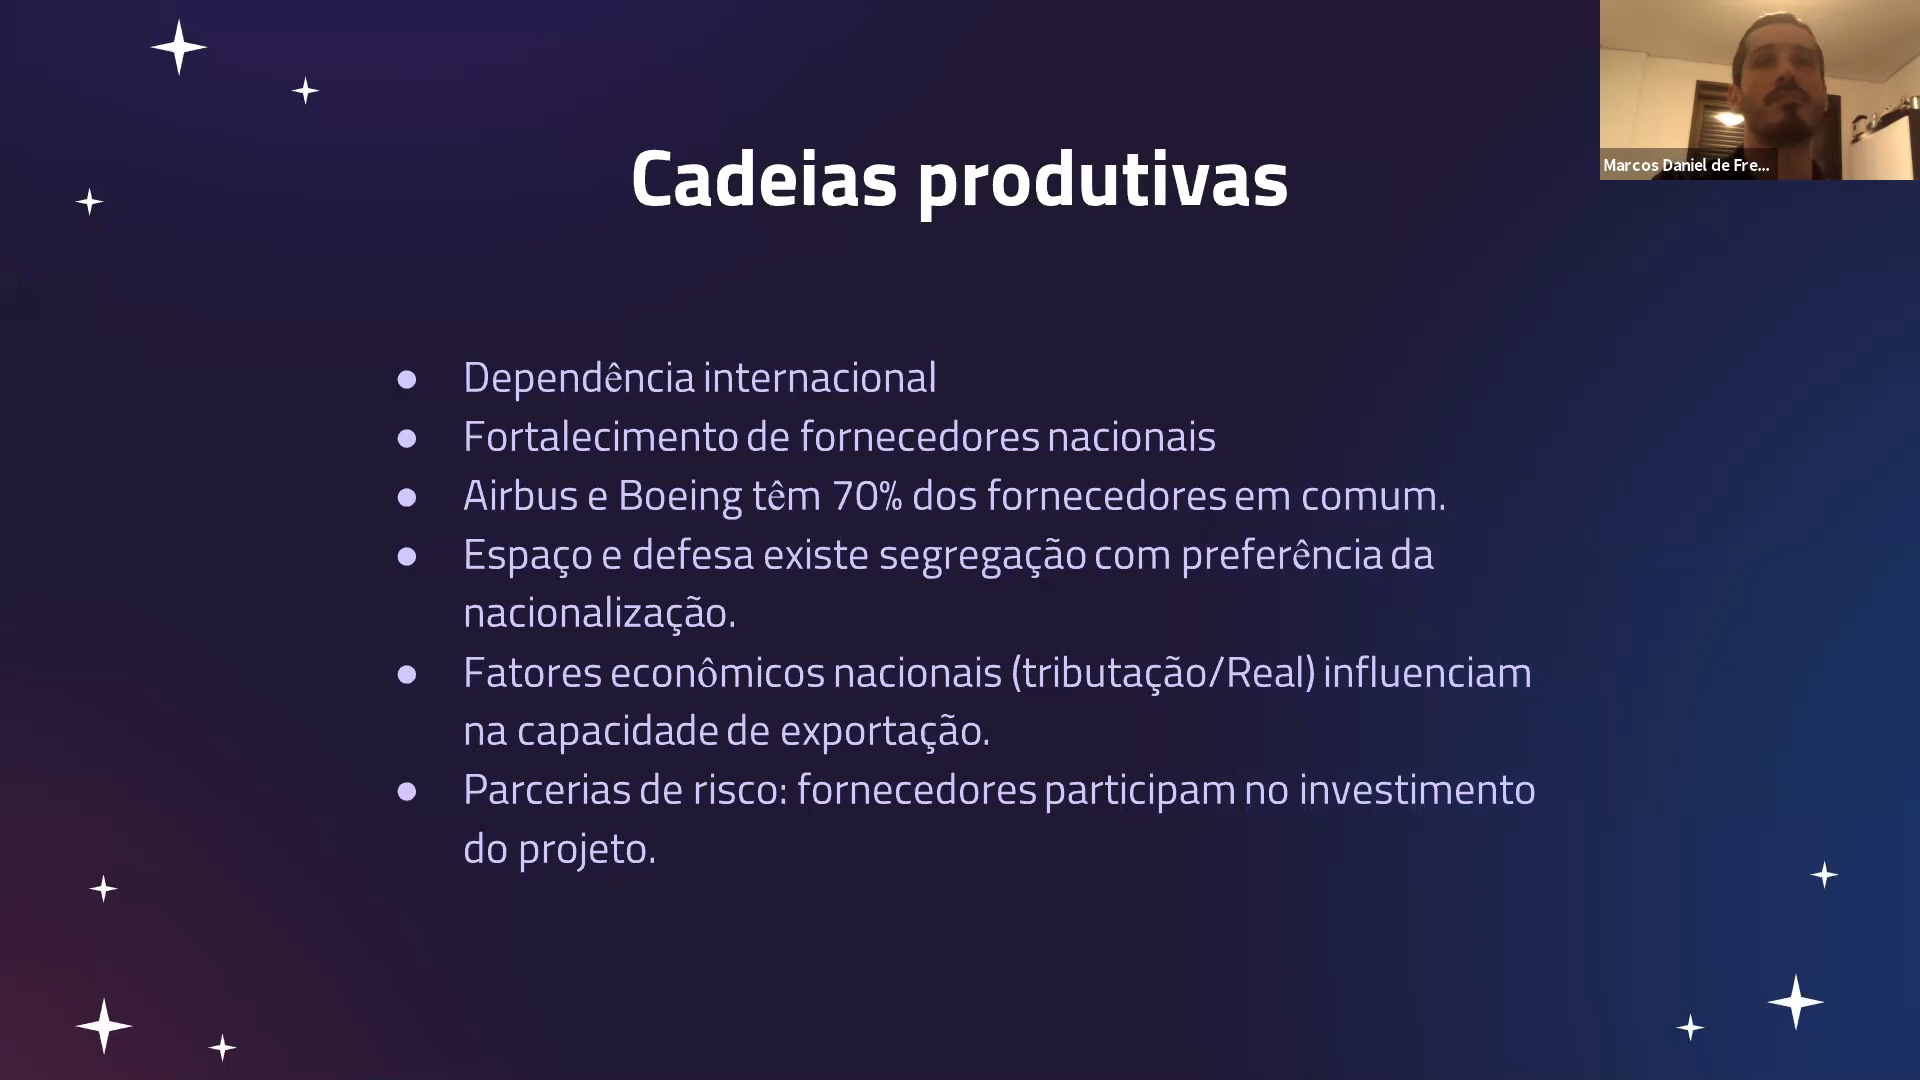 Cadeias produtivas
Marcos Daniel de Fre...
● Dependência internacional
● Fortalecimento de fornecedores nacionais
● Airbus e Boeing têm 70% dos fornecedores em comum.
● Espaço e defesa existe segregação com preferência da
nacionalização.
● Fatores econômicos nacionais (tributação/Real) influenciam
na capacidade de exportação.
● Parcerias de risco: fornecedores participam no investimento
do projeto.